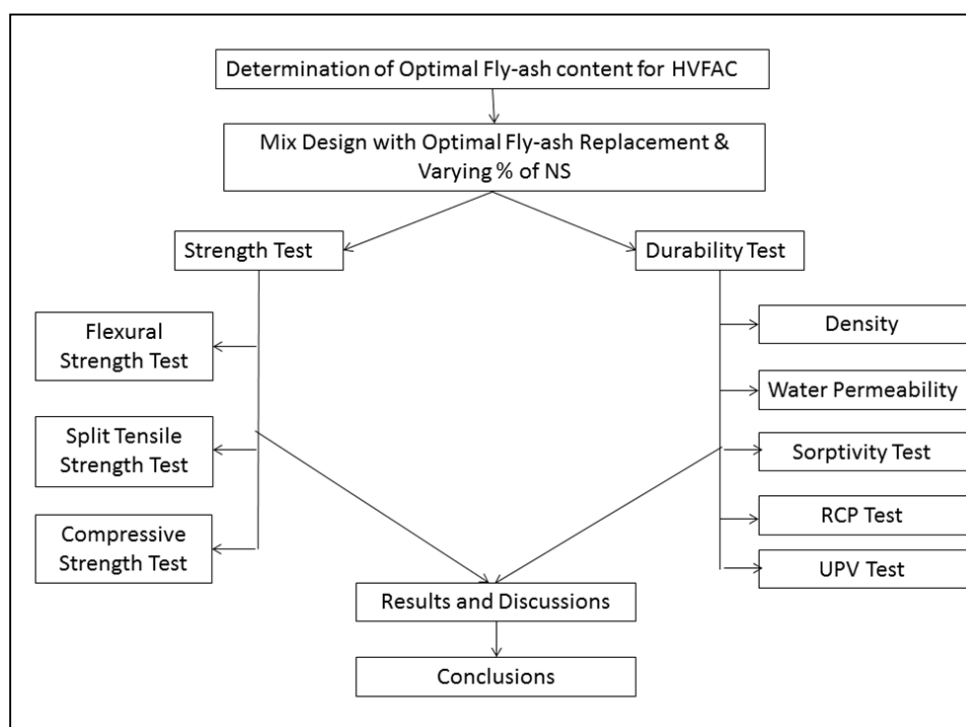 Determination of Optimal Fly-ash content for HVFAC
Mix Design with Optimal Fly-ash Replacement &
Varying % of NS
Strength Test
Durability Test
Flexural
Strength Test
Split Tensile
Strength Test
Compressive
Strength Test
Density
Water Permeability
Sorptivity Test
RCP Test
UPV Test
Results and Discussions
Conclusions